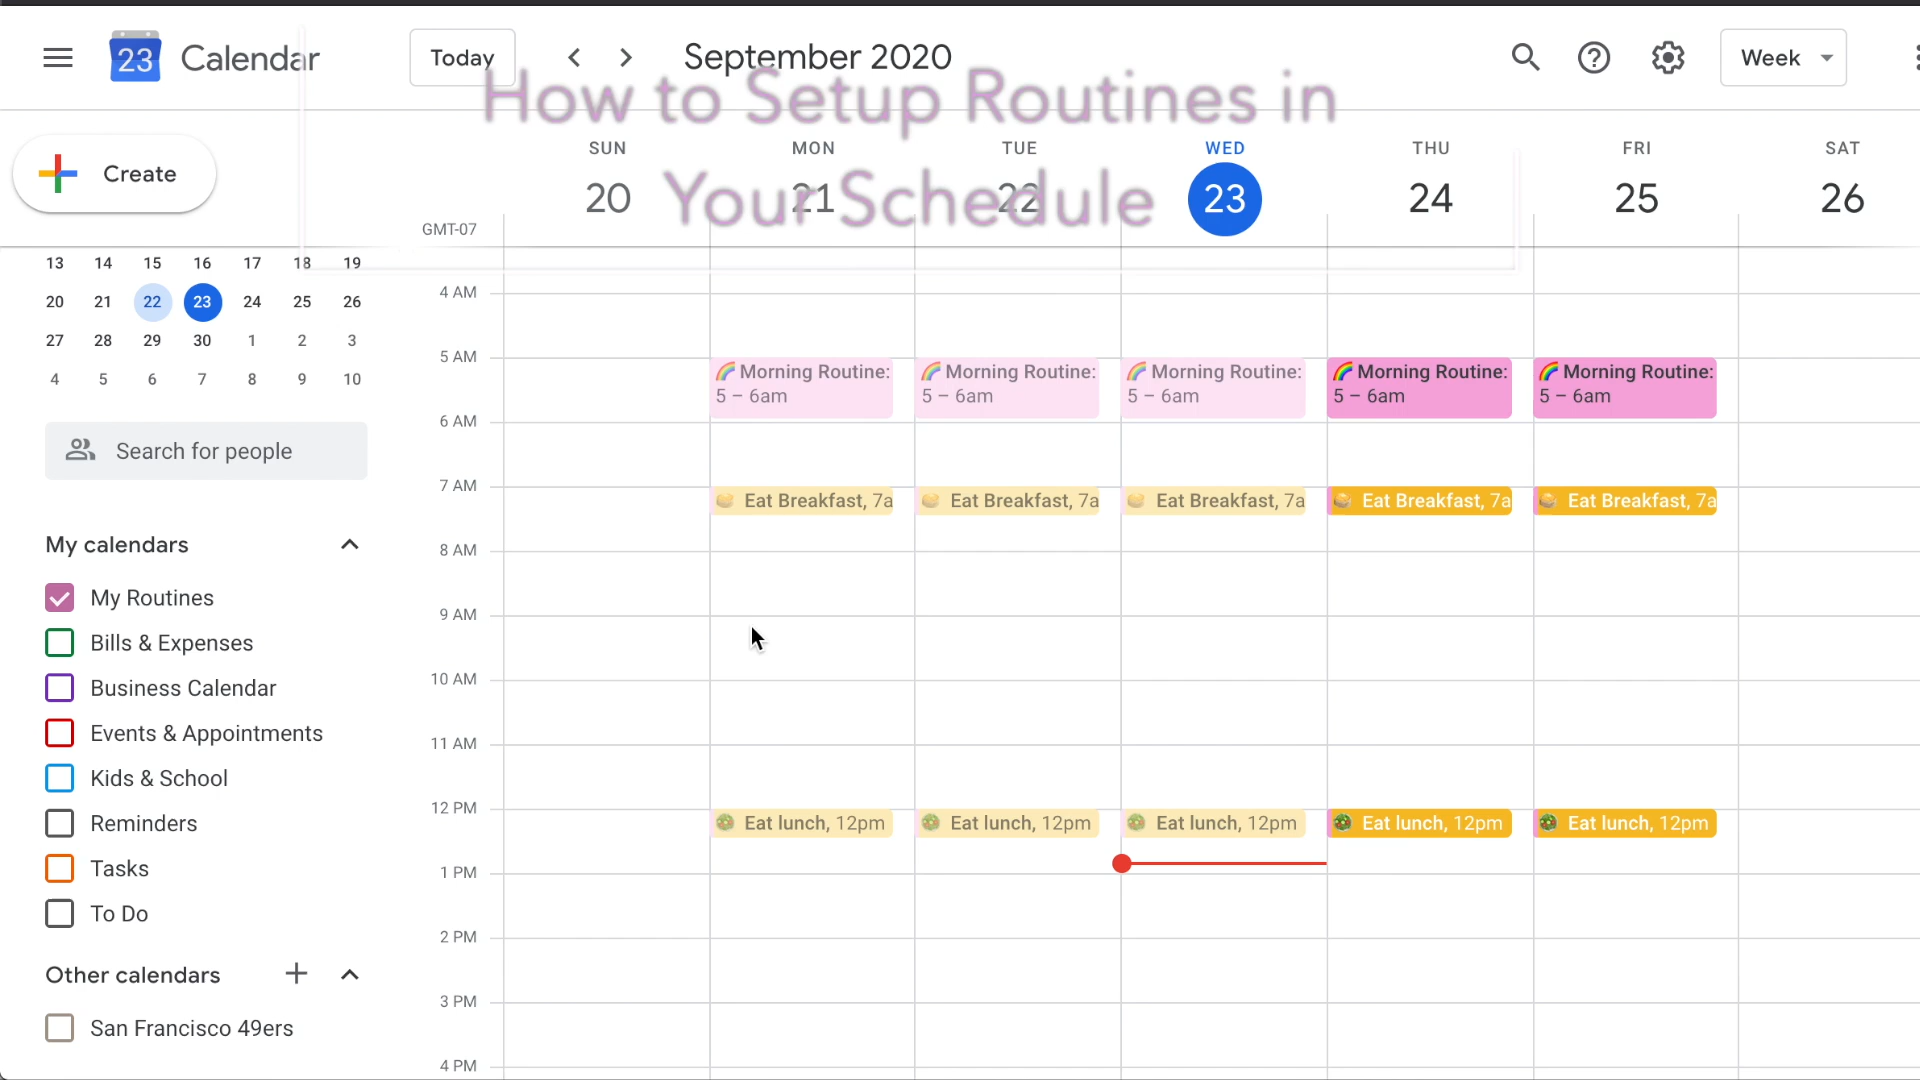 23 Calendar
Today
September 2020
Week
How to Setup Routines in
Your Schedule
Create
SUN MON TUE WED THU FRI SAT
20 21 22 23 24 25 26
GMT-07
13 14 15 16 17 18 19
20 21 22 23 24 25 26
27 28 29 30 1 2 3
4 5 6 7 8 9 10
Search for people
My calendars
My Routines
Bills & Expenses
Business Calendar
Events & Appointments
Kids & School
Reminders
Tasks
To Do
Other calendars
San Francisco 49ers
4 AM
5 AM
Morning Routine: Morning Routine: Morning Routine: Morning Routine: Morning Routine:
5 – 6am 5 – 6am 5 – 6am 5 – 6am 5 – 6am
6 AM
7 AM
Eat Breakfast, 7a Eat Breakfast, 7a Eat Breakfast, 7a Eat Breakfast, 7a Eat Breakfast, 7a
8 AM
9 AM
10 AM
11 AM
12 PM
Eat lunch, 12pm Eat lunch, 12pm Eat lunch, 12pm Eat lunch, 12pm Eat lunch, 12pm
1 PM
2 PM
3 PM
4 PM